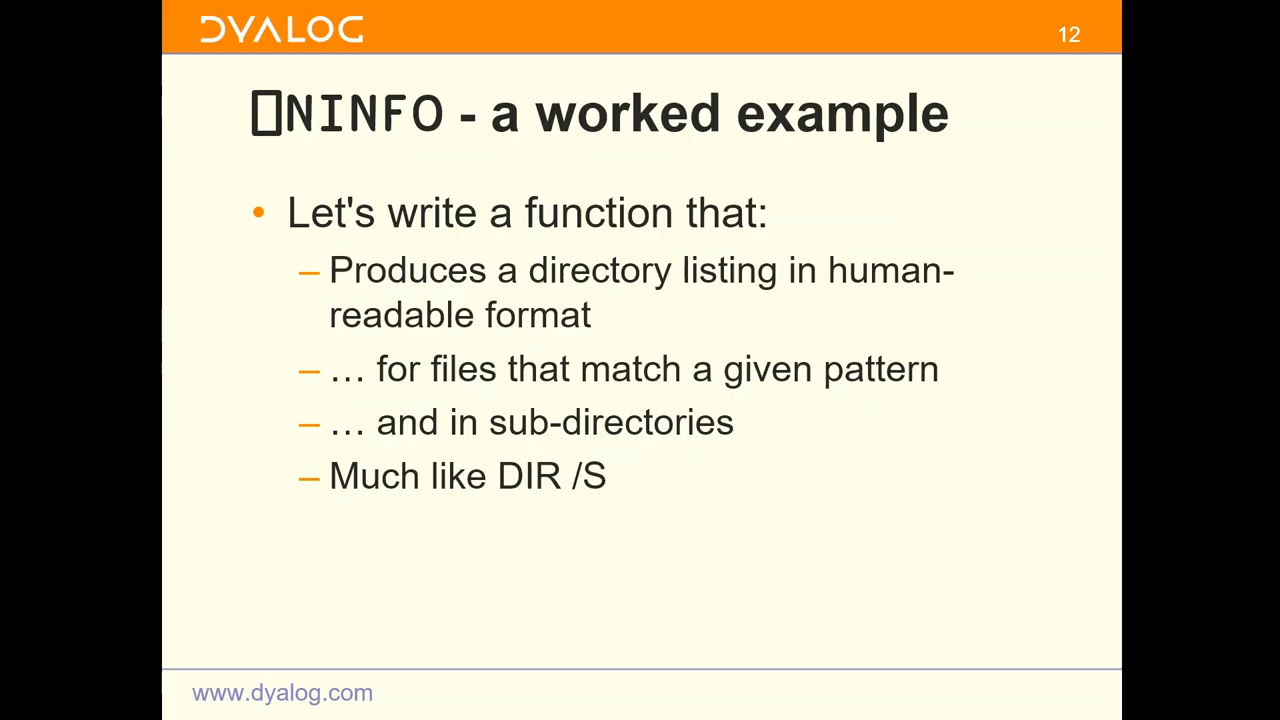 DYALOG
12
⎕NINFO - a worked example
• Let's write a function that:
– Produces a directory listing in human-
readable format
– … for files that match a given pattern
– … and in sub-directories
– Much like DIR /S
www.dyalog.com